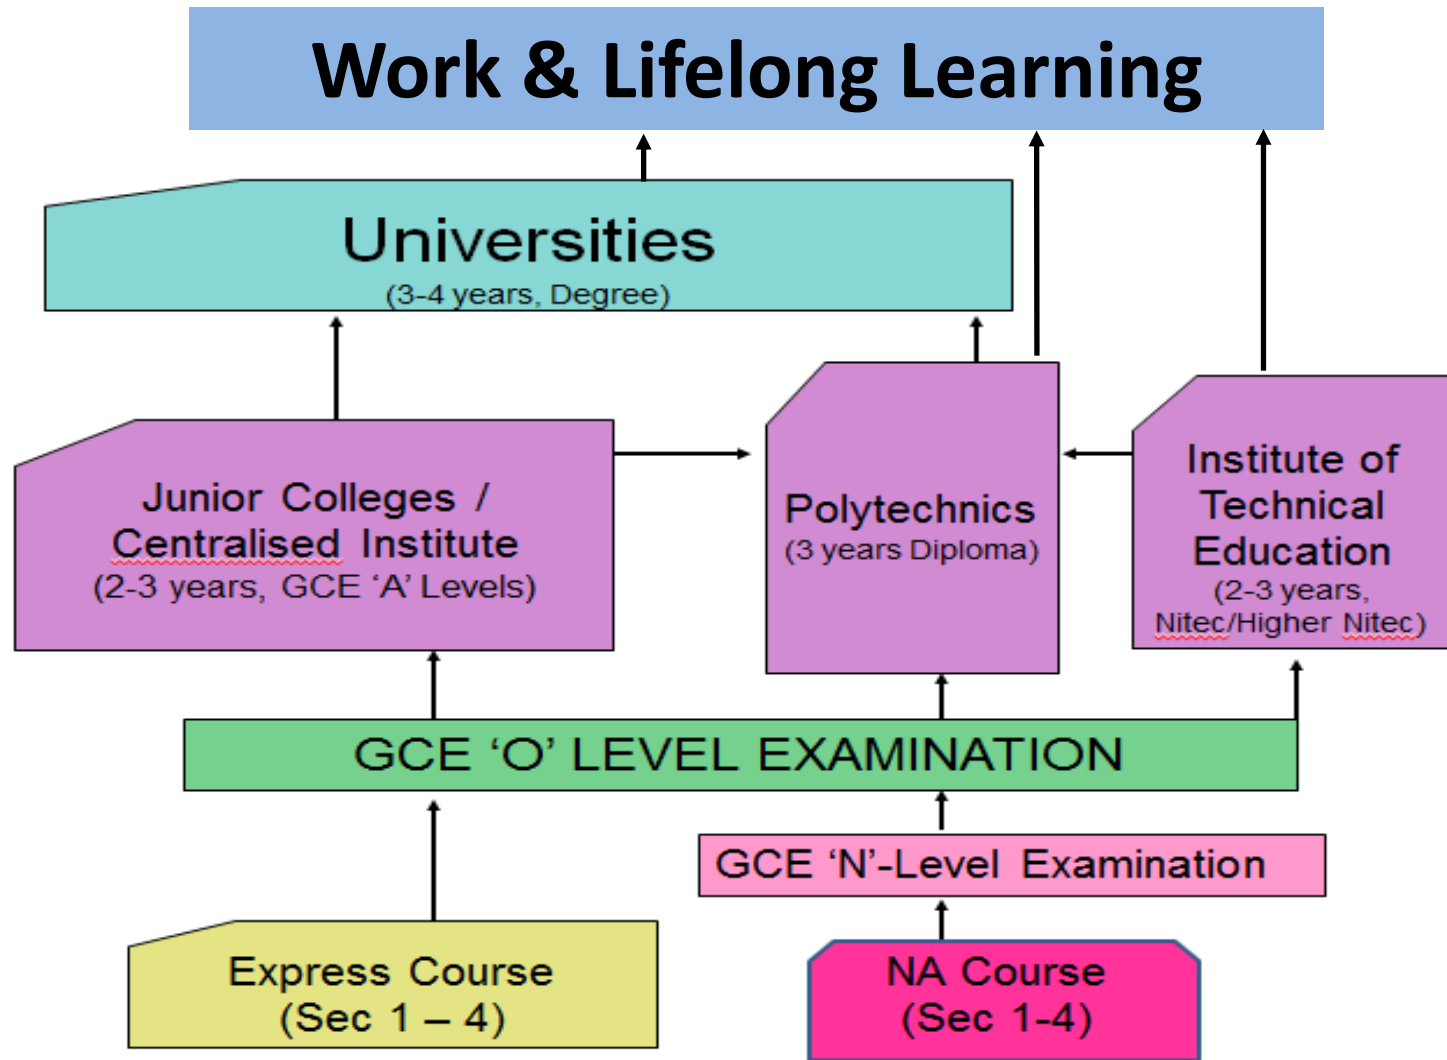 Work & Lifelong Learning
Universities
(3-4 years, Degree)
Junior Colleges /
Centralised Institute
(2-3 years, GCE ‘A’ Levels)
Polytechnics
(3 years Diploma)
Institute of
Technical
Education
(2-3 years,
Nitec/Higher Nitec)
GCE ‘O’ LEVEL EXAMINATION
GCE ‘N’-Level Examination
Express Course
(Sec 1 – 4)
NA Course
(Sec 1-4)